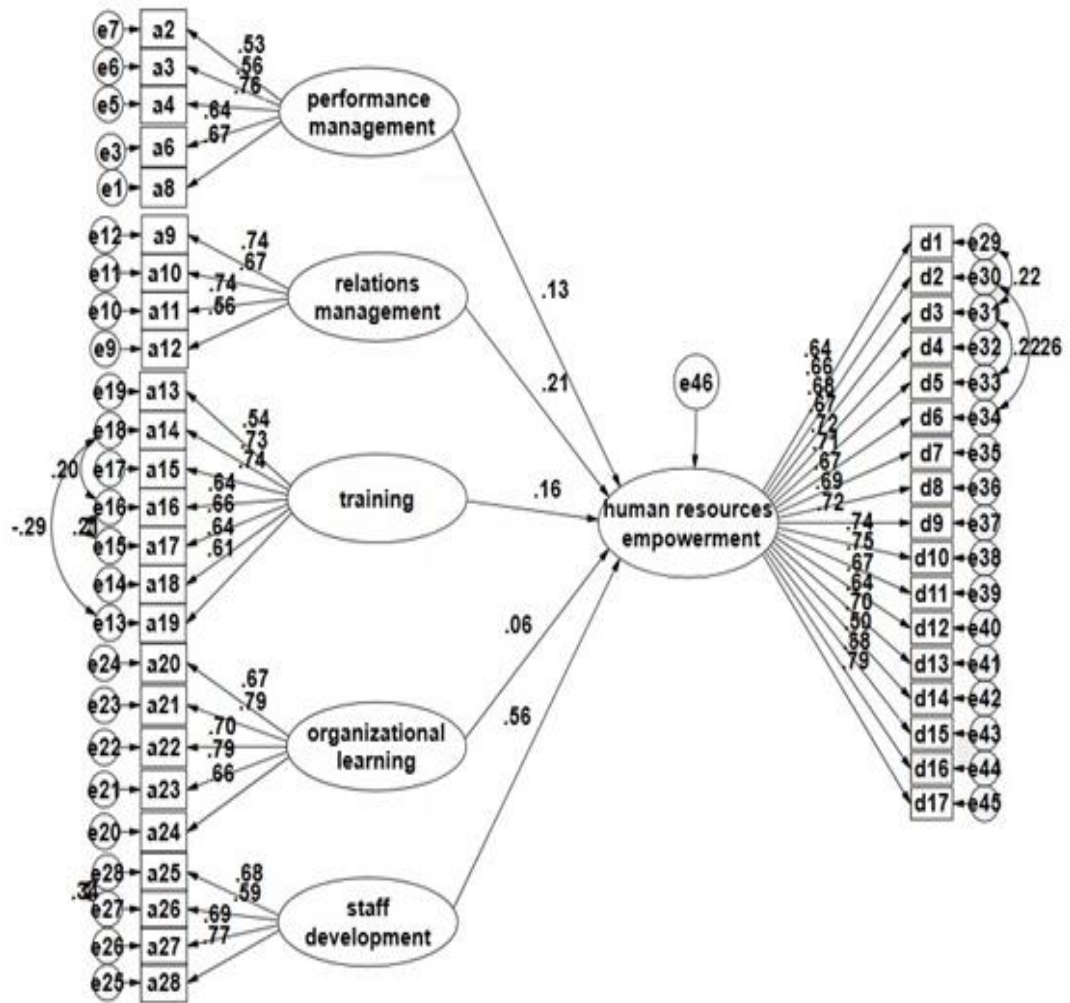 e7 a2
e6 a3
e5 a4
e3 a6
e1 a8
.53
.56
.76
.64
.67
performance
management
.13
e12 a9
e11 a10
e10 a11
e9 a12
.74
.67
.74
.56
relations
management
.21
e19 a13
e18 a14
e17 a15
e16 a16
e15 a17
e14 a18
e13 a19
.20
-.29
.54
.73
.74
.64
.66
.64
.61
training
.16
e24 a20
e23 a21
e22 a22
e21 a23
e20 a24
.67
.79
.70
.79
.66
organizational
learning
.06
e28 a25
e27 a26
e26 a27
e25 a28
.68
.59
.69
.77
staff
development
.56
e46
human resources
empowerment
.64
.66
.68
.67
.72
.71
.67
.69
.72
.74
.75
.67
.64
.70
.50
.68
.79
d1 e29
d2 e30
d3 e31
d4 e32
d5 e33
d6 e34
d7 e35
d8 e36
d9 e37
d10 e38
d11 e39
d12 e40
d13 e41
d14 e42
d15 e43
d16 e44
d17 e45
.22
.2226